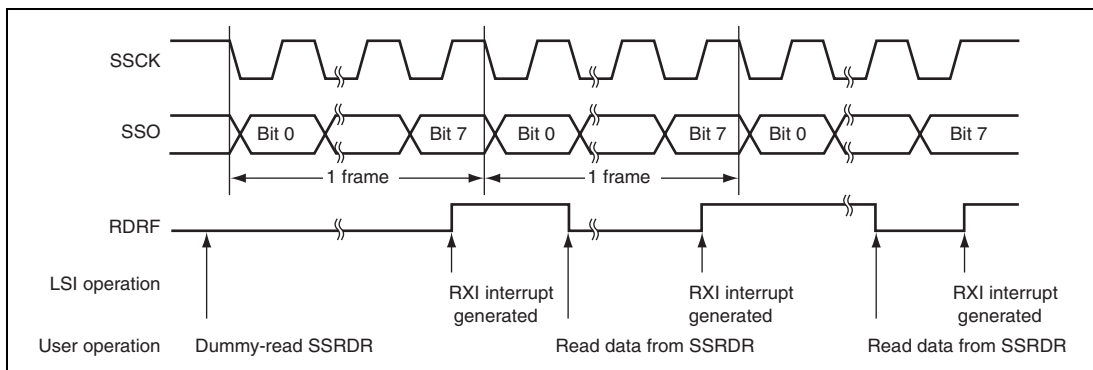 SSCK
SSO
Bit 0
Bit 7
Bit 0
Bit 7
Bit 0
Bit 7
1 frame
1 frame
RDRF
LSI operation
RXI interrupt
generated
RXI interrupt
generated
RXI interrupt
generated
User operation
Dummy-read SSRDR
Read data from SSRDR
Read data from SSRDR